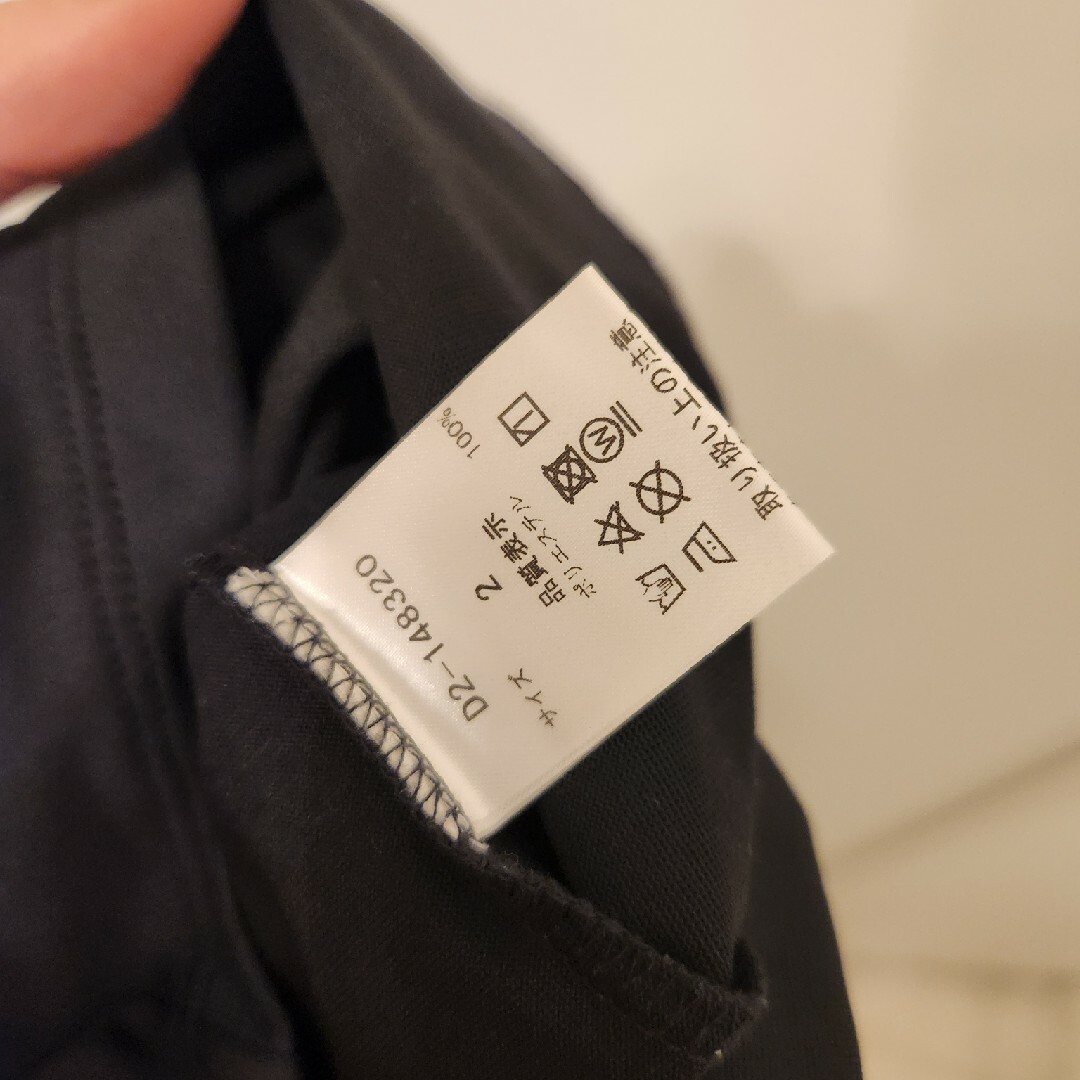 D2-148320
サイズ
2
品質表示
ポリエステル 100%
W
取り扱い上の注意